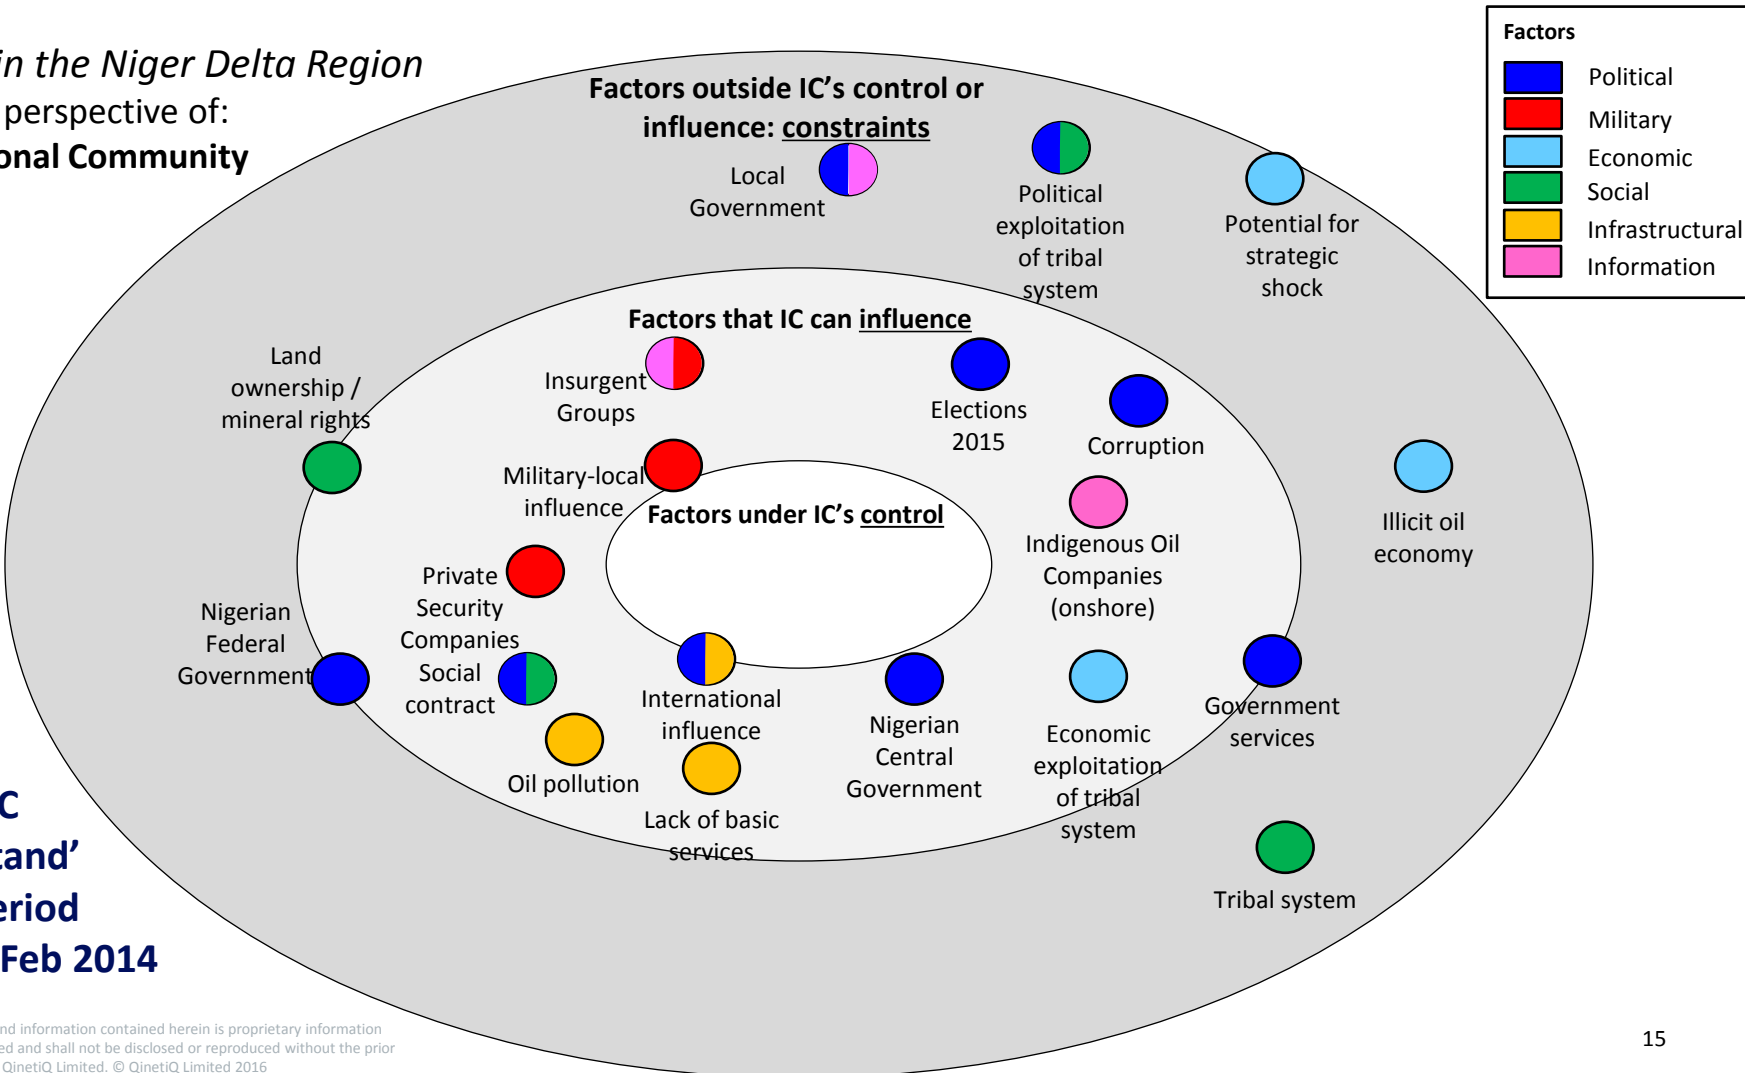 in the Niger Delta Region
perspective of:
onal Community
Factors outside IC's control or
influence: constraints
Local
Government
Political
exploitation
of tribal
system
Potential for
strategic
shock
Factors
Political
Military
Economic
Social
Infrastructural
Information
Factors that IC can influence
Land
ownership /
mineral rights
Insurgent
Groups
Elections
2015
Corruption
Military-local
influence
Factors under IC's control
Indigenous Oil
Companies
(onshore)
Illicit oil
economy
Private
Security
Companies
Social
contract
Nigerian
Federal
Government
International
influence
Nigerian
Central
Government
Economic
exploitation
of tribal
system
Government
services
Oil pollution
Lack of basic
services
Tribal system
C
tand'
eriod
Feb 2014
nd information contained herein is proprietary information
ed and shall not be disclosed or reproduced without the prior
QinetiQ Limited. © QinetiQ Limited 2016
15